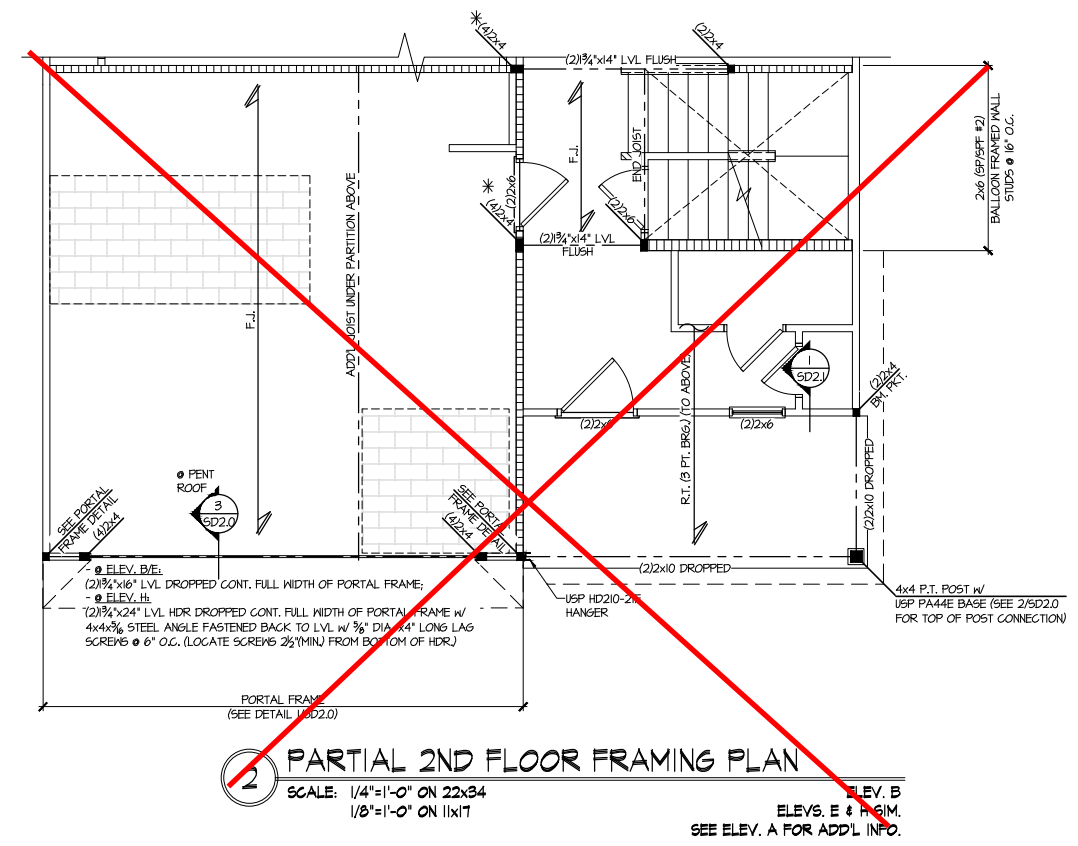 ✳
(4)2x4
(2)2x4
(2)1¾"x14" LVL FLUSH
2x6 (SP/SPF #2)
BALLOON FRAMED WALL
STUDS @ 16" O.C.
F.J.
END JOIST
✳
(4)2x4
(2)2x6
(2)2x6
(2)1¾"x14" LVL
FLUSH
ADD'L JOIST UNDER PARTITION ABOVE
F.J.
R.T. (3 PT. BRG.) (TO ABOVE)
SD2.1
(2)2x4
BM. PKT.
(2)2x6
(2)2x6
(2)2x10 DROPPED
@ PENT
ROOF
3
SD2.0
SEE PORTAL
FRAME DETAIL
(4)2x4
SEE PORTAL
FRAME DETAIL
(4)2x4
(2)2x10 DROPPED
- @ ELEV. B/E:
(2)1¾"x16" LVL DROPPED CONT. FULL WIDTH OF PORTAL FRAME;
- @ ELEV. H:
(2)1¾"x24" LVL HDR DROPPED CONT. FULL WIDTH OF PORTAL FRAME W/
4x4x5/16 STEEL ANGLE FASTENED BACK TO LVL W/ 5/8" DIA. x4" LONG LAG
SCREWS @ 6" O.C. (LOCATE SCREWS 2½"(MIN.) FROM BOTTOM OF HDR.)
USP HD210-2IF
HANGER
4x4 P.T. POST W/
USP PA44E BASE (SEE 2/SD2.0
FOR TOP OF POST CONNECTION)
PORTAL FRAME
(SEE DETAIL 1/SD2.0)
2
PARTIAL 2ND FLOOR FRAMING PLAN
SCALE: 1/4"=1'-0" ON 22x34
1/8"=1'-0" ON 11x17
ELEV. B
ELEVS. E & H SIM.
SEE ELEV. A FOR ADD'L INFO.